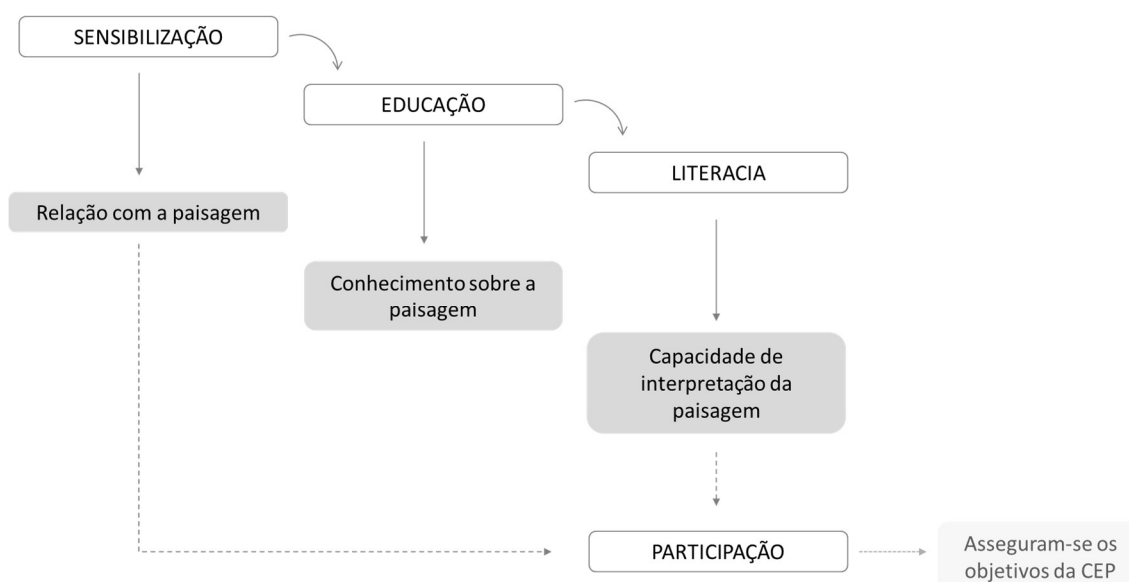 SENSIBILIZAÇÃO
EDUCAÇÃO
LITERACIA
Relação com a paisagem
Conhecimento sobre a
paisagem
Capacidade de
interpretação da
paisagem
PARTICIPAÇÃO
Asseguram-se os
objetivos da CEP